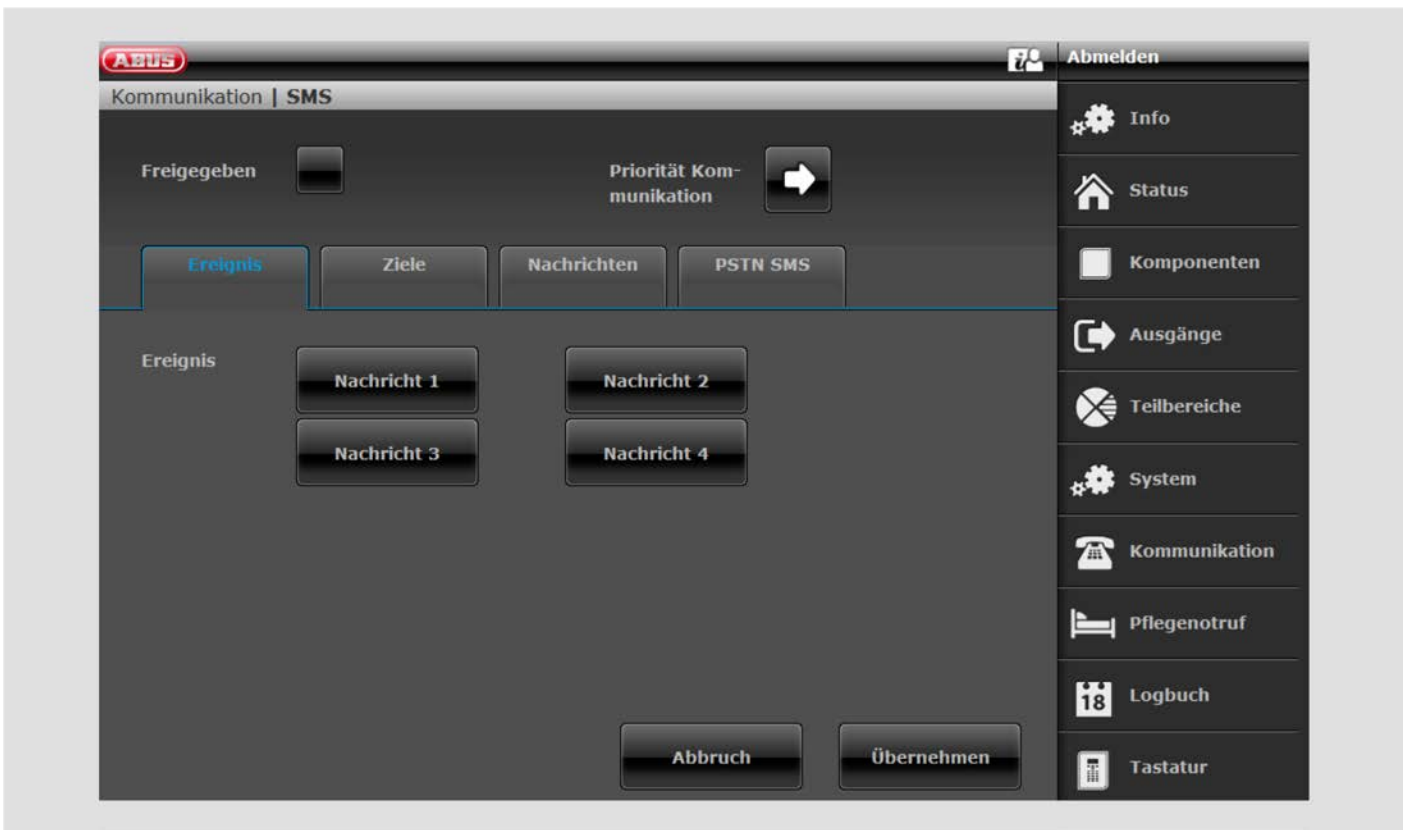 ABUS
Abmelden
Kommunikation | SMS
Info
Freigegeben
Priorität Kom-
munikation
Status
Ereignis
Ziele
Nachrichten
PSTN SMS
Komponenten
Ausgänge
Ereignis
Nachricht 1
Nachricht 2
Teilbereiche
Nachricht 3
Nachricht 4
System
Kommunikation
Pflegenotruf
18
Logbuch
Abbruch
Übernehmen
Tastatur